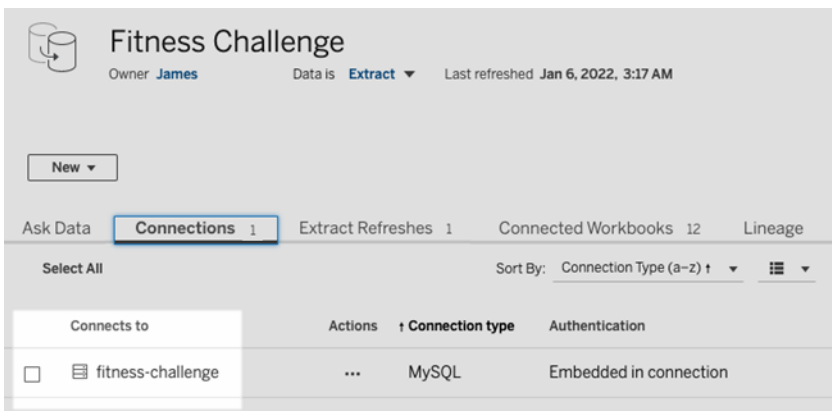 Fitness Challenge
Owner James Data is Extract Last refreshed Jan 6, 2022, 3:17 AM
New
Ask Data Connections 1 Extract Refreshes 1 Connected Workbooks 12 Lineage
Select All Sort By: Connection Type (a–z) ↑
Connects to Actions ↑ Connection type Authentication
fitness-challenge ... MySQL Embedded in connection